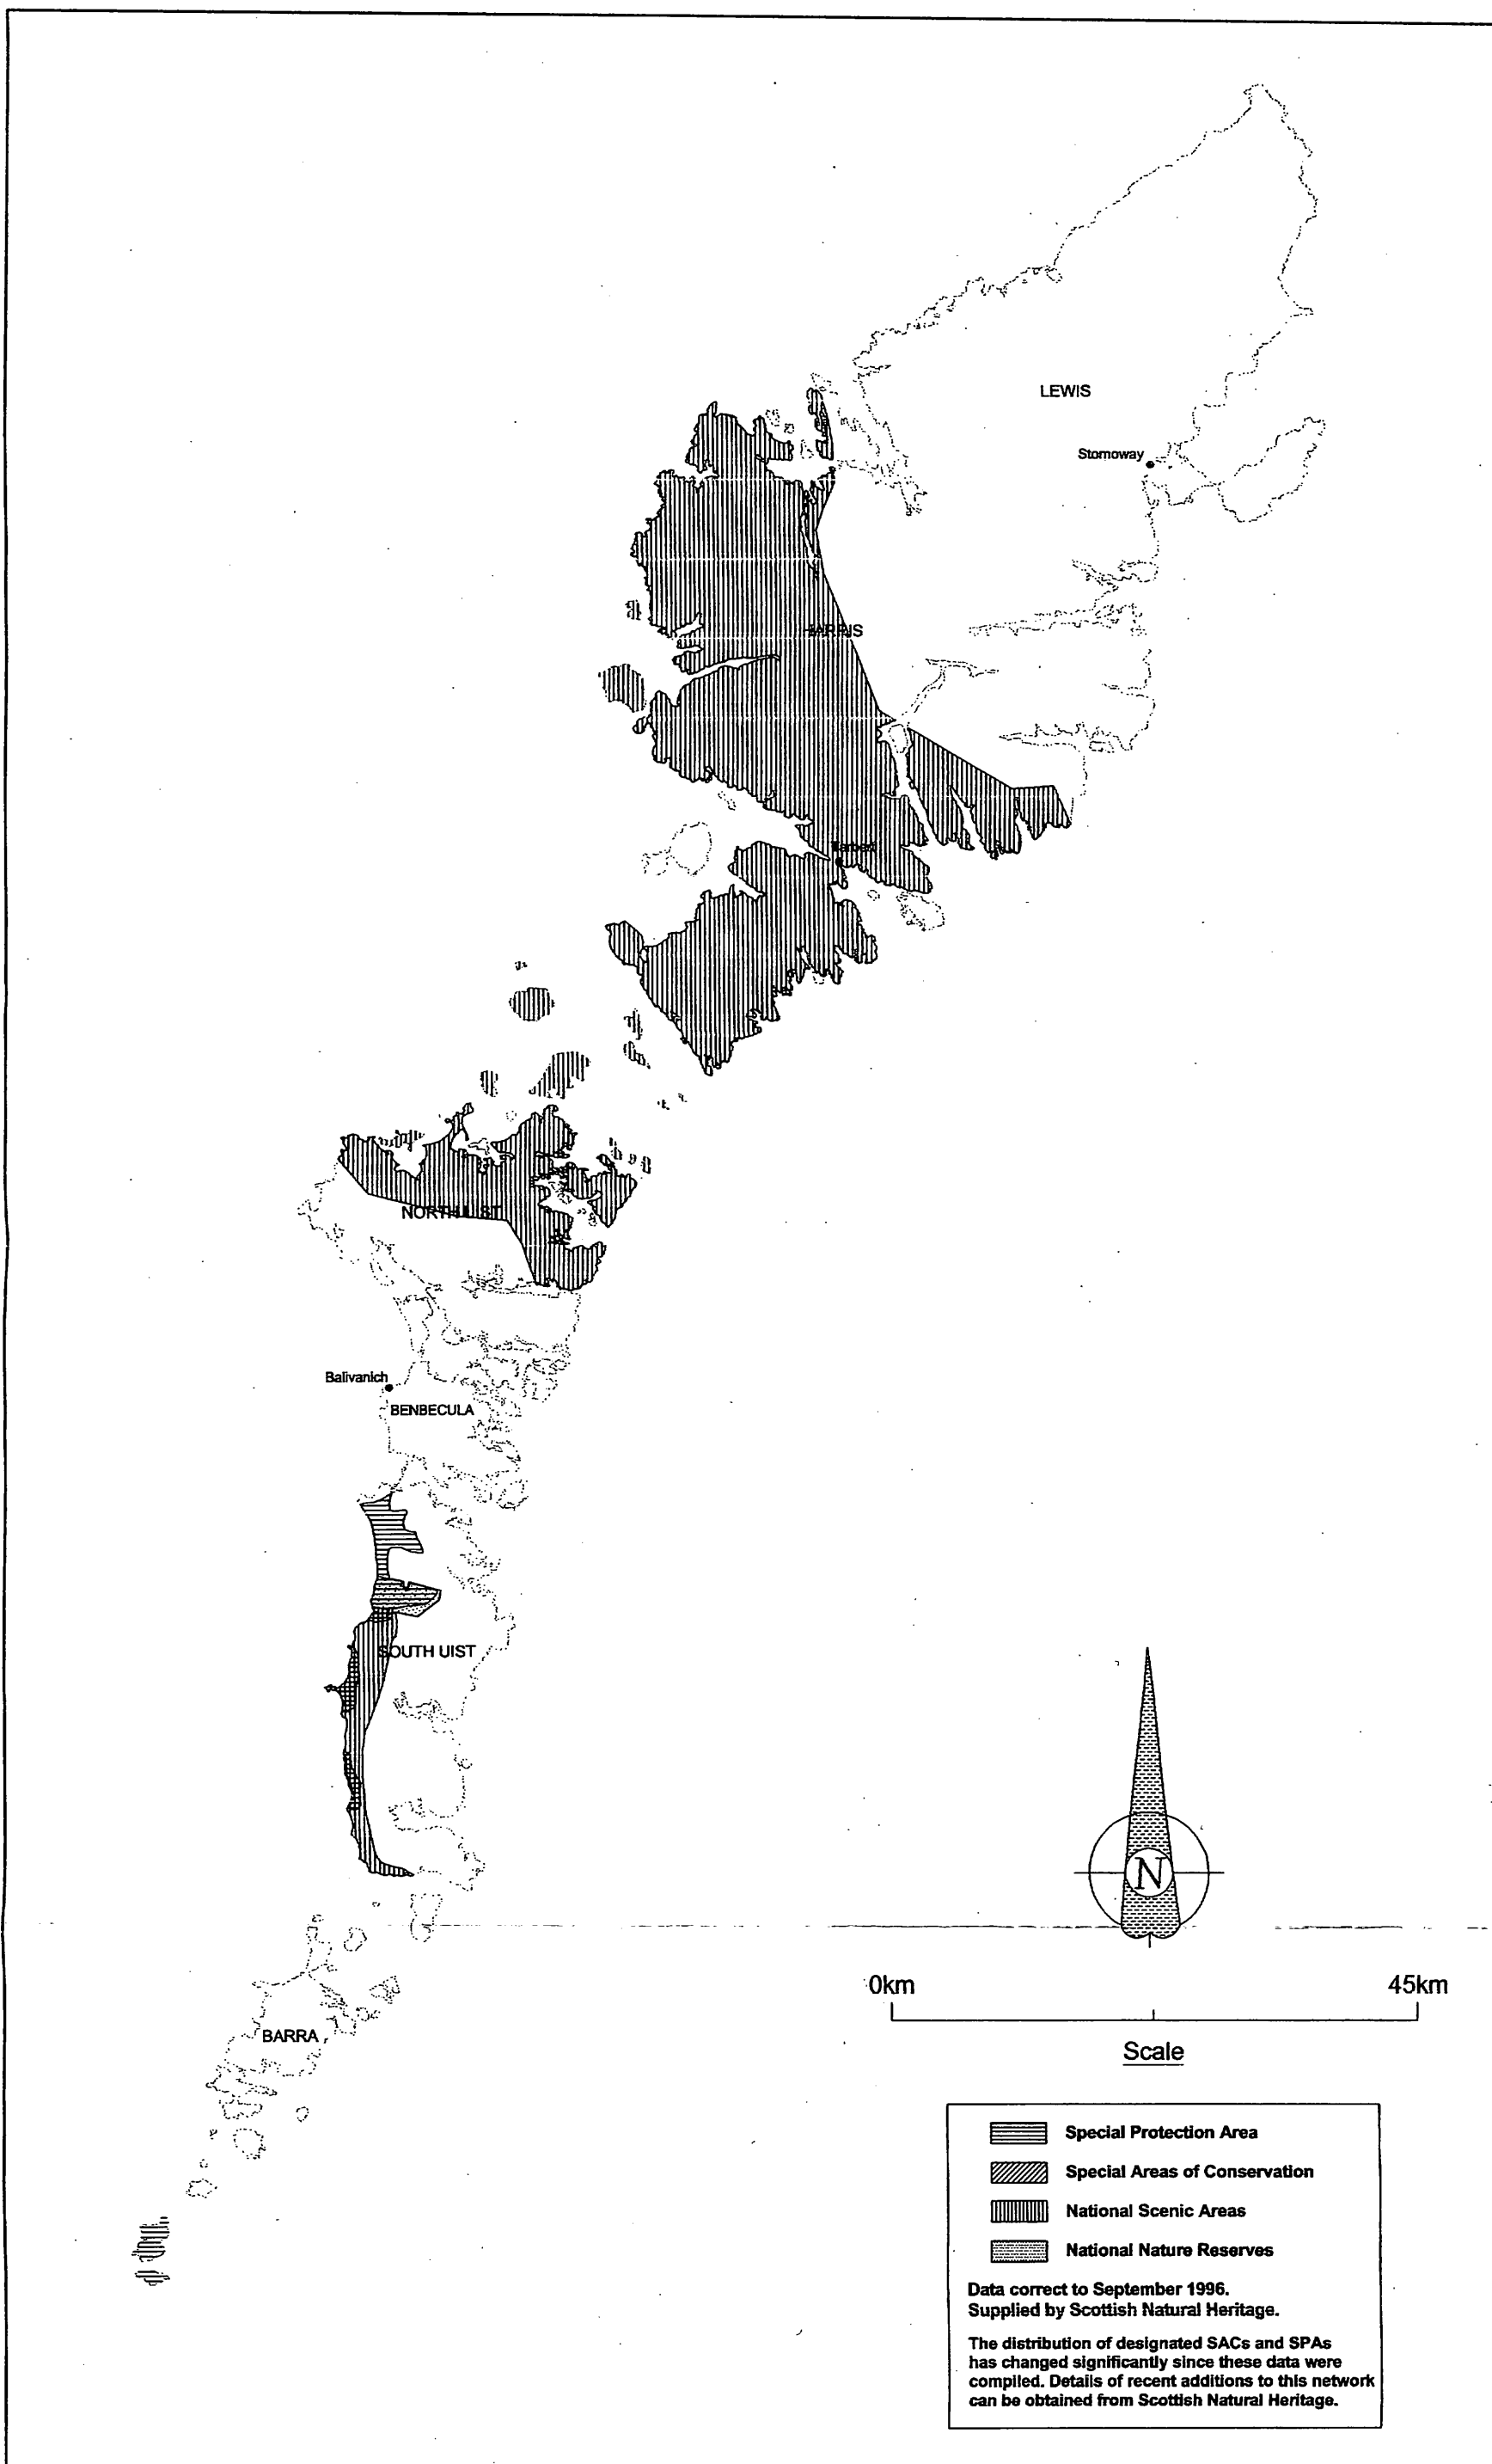 LEWIS
Stornoway
HARRIS
Tarbert
NORTH UIST
Balivanich
BENBECULA
SOUTH UIST
BARRA
N
0km 45km
Scale
Special Protection Area
Special Areas of Conservation
National Scenic Areas
National Nature Reserves
Data correct to September 1996.
Supplied by Scottish Natural Heritage.
The distribution of designated SACs and SPAs
has changed significantly since these data were
compiled. Details of recent additions to this network
can be obtained from Scottish Natural Heritage.